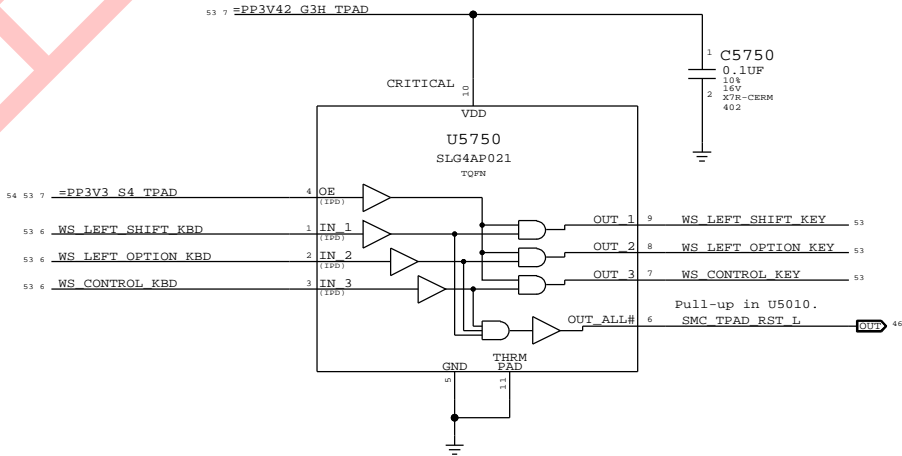 53 7 =PP3V42_G3H_TPAD
CRITICAL
10
VDD
1 C5750
0.1UF
10%
16V
2 X7R-CERM
402
U5750
SLG4AP021
TQFN
54 53 7 =PP3V3_S4_TPAD 4 OE
(IPD)
53 6 WS_LEFT_SHIFT_KBD 1 IN_1
(IPD)
OUT_1 9 WS_LEFT_SHIFT_KEY 53
53 6 WS_LEFT_OPTION_KBD 2 IN_2
(IPD)
OUT_2 8 WS_LEFT_OPTION_KEY 53
53 6 WS_CONTROL_KBD 3 IN_3
(IPD)
OUT_3 7 WS_CONTROL_KEY 53
Pull-up in U5010.
OUT_ALL# 6 SMC_TPAD_RST_L OUT 46
THRM
GND PAD
5 11